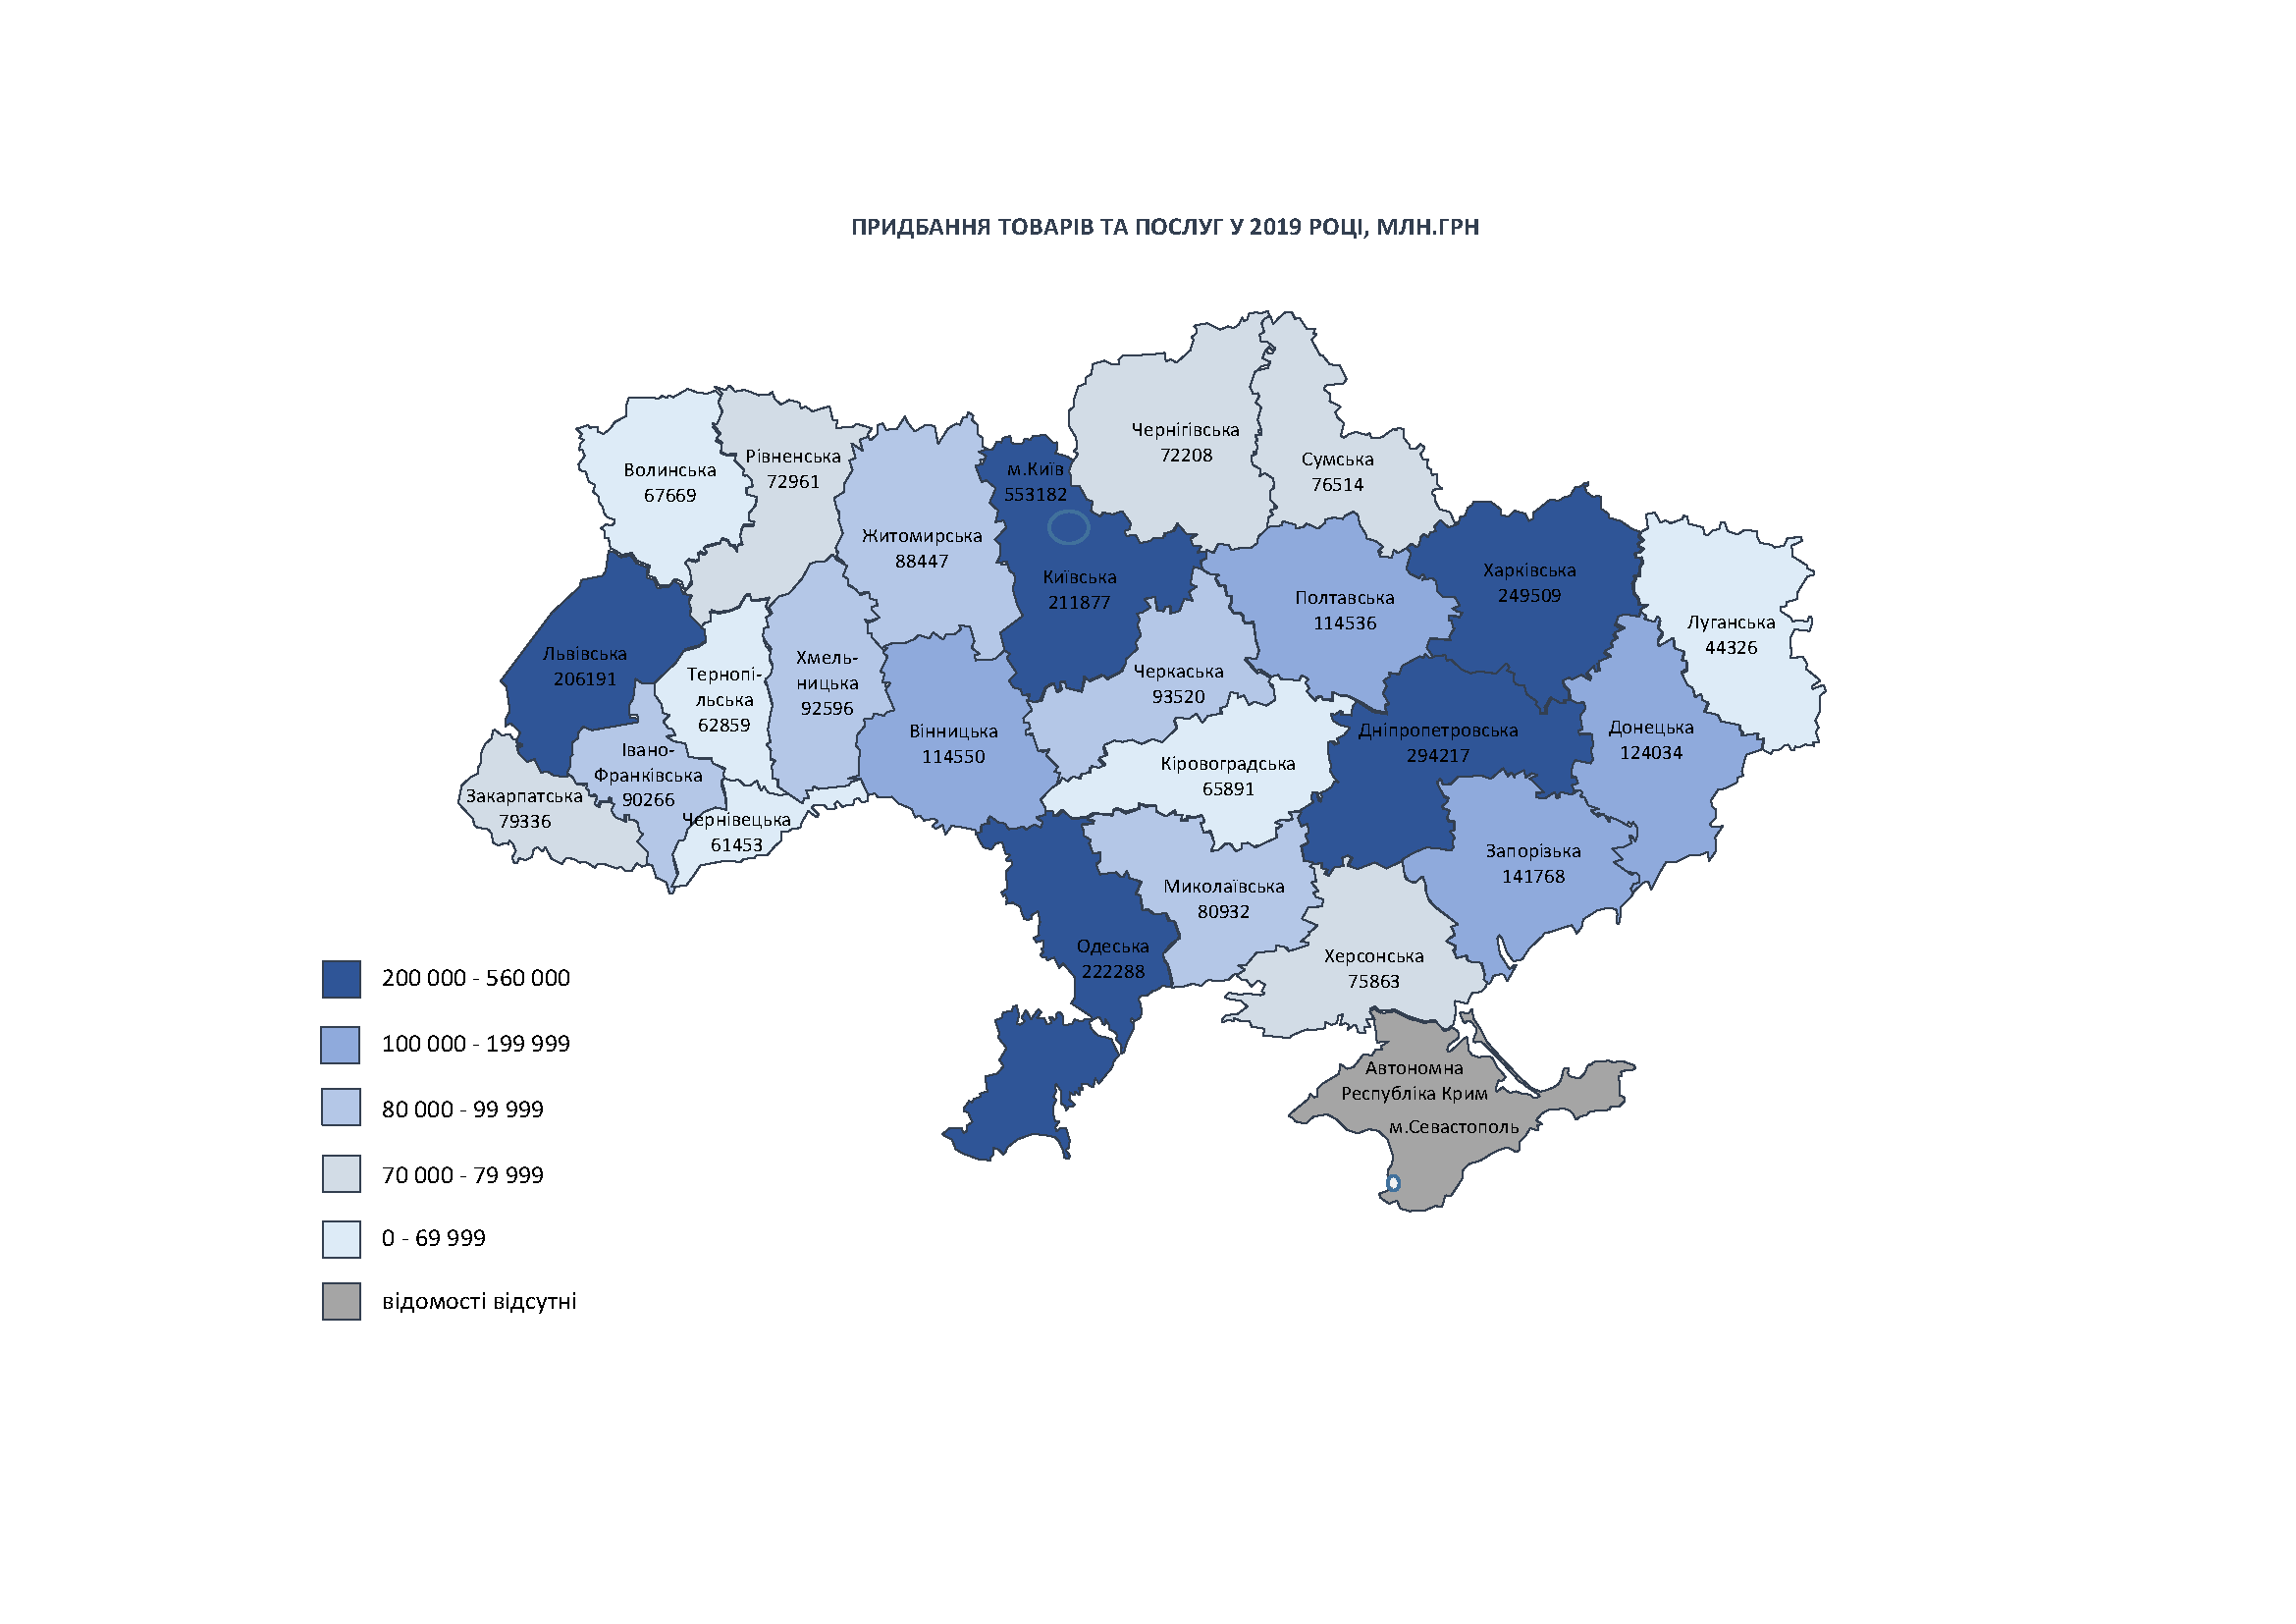 ПРИДБАННЯ ТОВАРІВ ТА ПОСЛУГ У 2019 РОЦІ, МЛН.ГРН
Чернігівська
72208
Сумська
76514
Волинська
67669
Рівненська
72961
м.Київ
553182
Житомирська
88447
Київська
211877
Полтавська
114536
Харківська
249509
Луганська
44326
Львівська
206191
Тернопі-
льська
62859
Хмель-
ницька
92596
Черкаська
93520
Вінницька
114550
Дніпропетровська
294217
Донецька
124034
Івано-
Франківська
90266
Кіровоградська
65891
Закарпатська
79336
Чернівецька
61453
Запорізька
141768
Миколаївська
80932
Одеська
222288
Херсонська
75863
Автономна
Республіка Крим
м.Севастополь
200 000 - 560 000
100 000 - 199 999
80 000 - 99 999
70 000 - 79 999
0 - 69 999
відомості відсутні